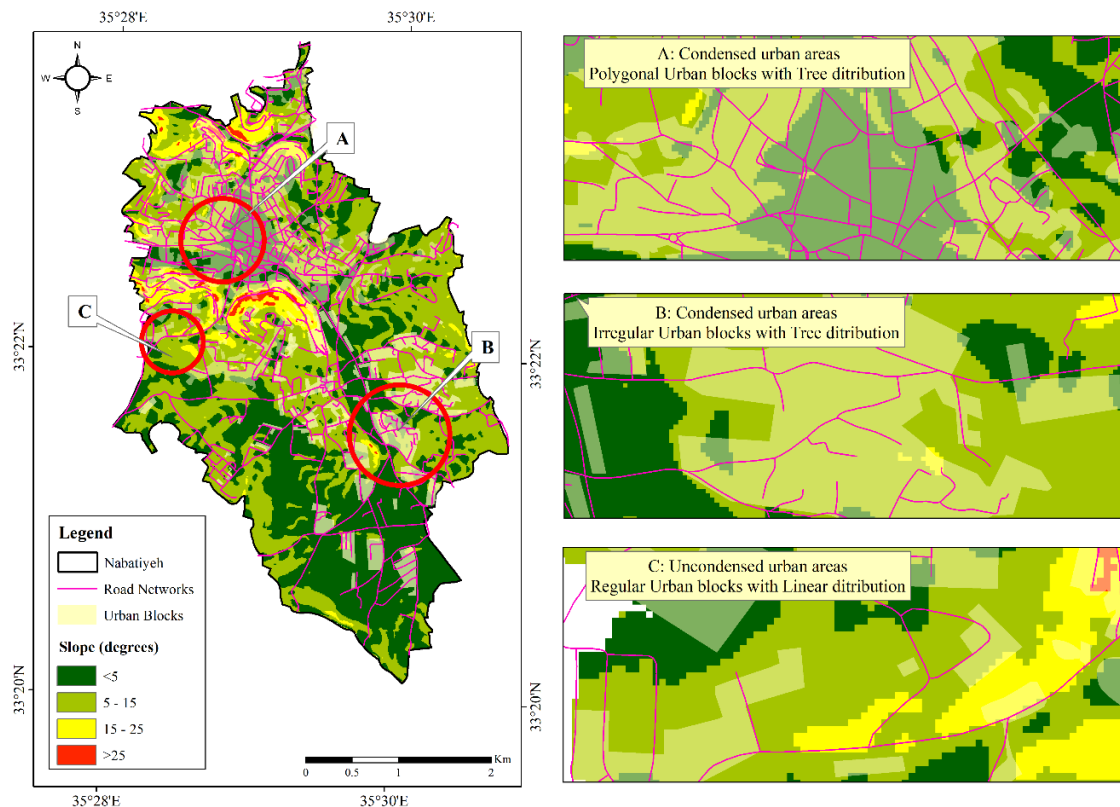 35°28'E
35°30'E
N
W
E
S
A
C
B
33°22'N
33°22'N
33°20'N
33°20'N
Legend
Nabatiyeh
Road Networks
Urban Blocks
Slope (degrees)
<5
5 - 15
15 - 25
>25
Km
0
0.5
1
2
35°28'E
35°30'E
A: Condensed urban areas
Polygonal Urban blocks with Tree ditribution
B: Condensed urban areas
Irregular Urban blocks with Tree ditribution
C: Uncondensed urban areas
Regular Urban blocks with Linear ditribution